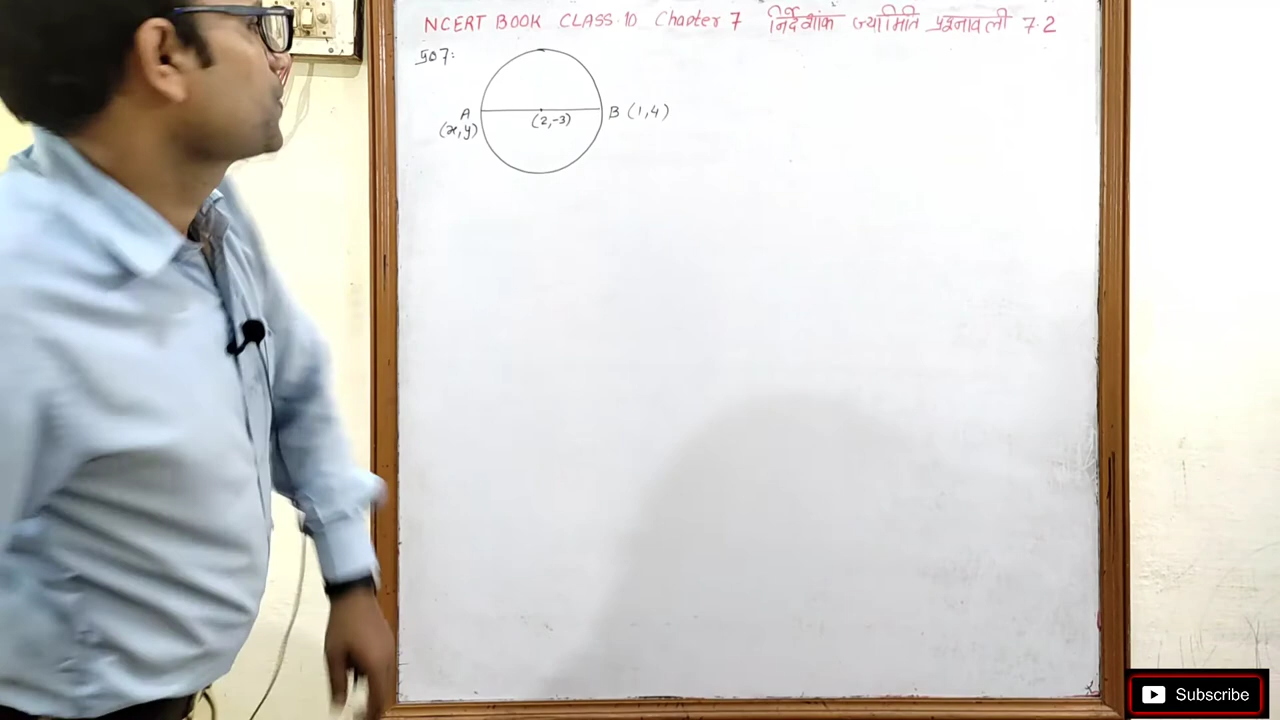 NCERT BOOK CLASS 10 Chapter 7 निर्देशांक ज्यामिति प्रश्नावली 7.2
प्र07:
A B (1,4)
(x,y) (2,-3)
Subscribe